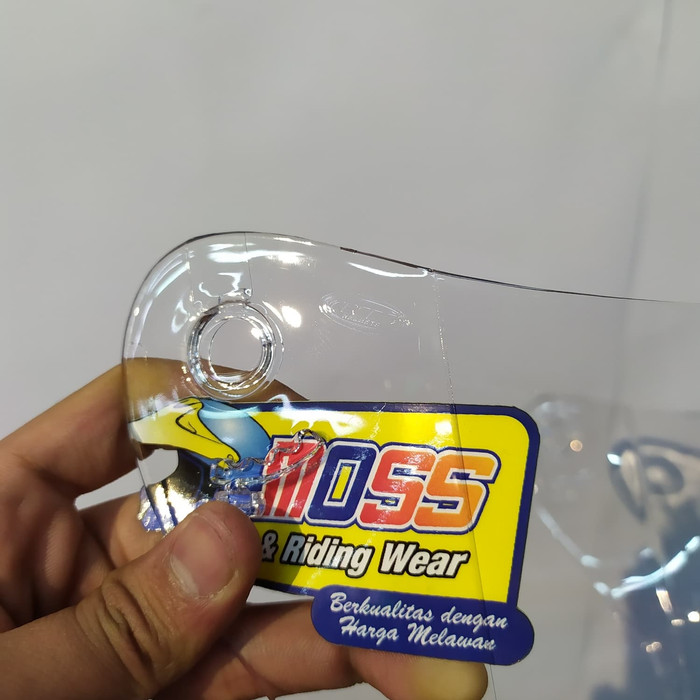 MOSS
& Riding Wear
Berkualitas dengan
Harga Melawan